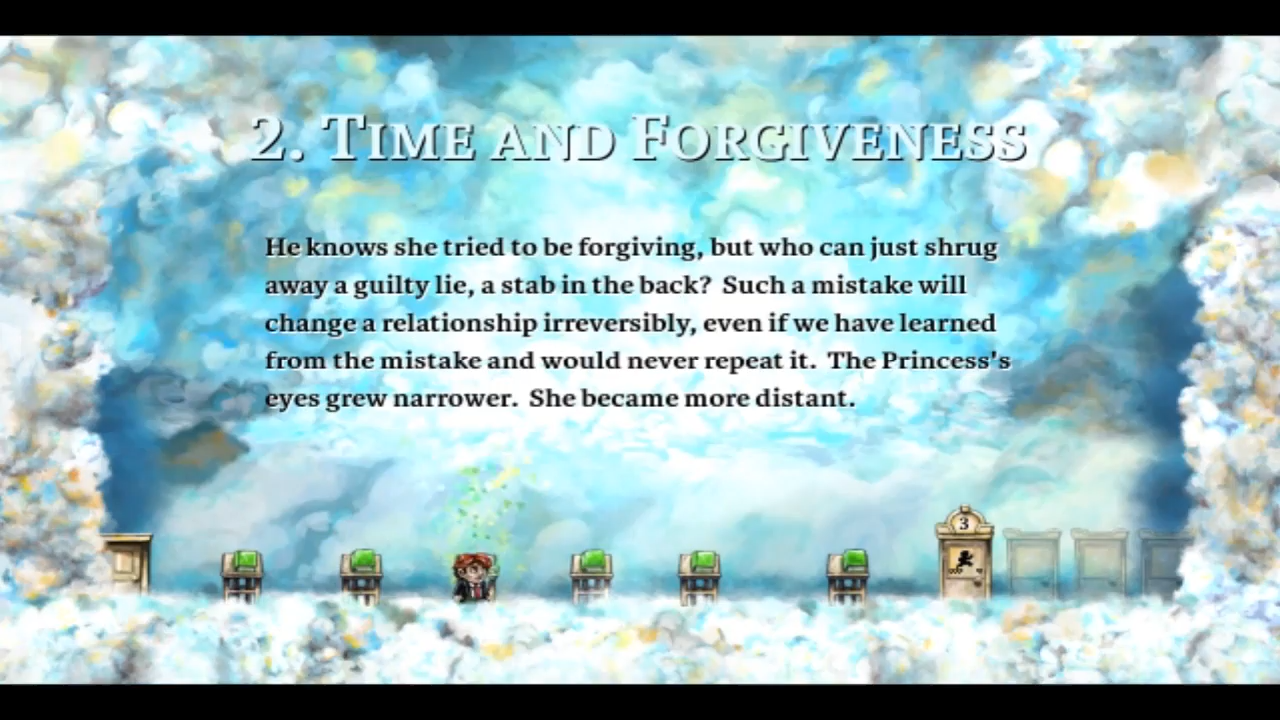 2. Time and Forgiveness
He knows she tried to be forgiving, but who can just shrug
away a guilty lie, a stab in the back?  Such a mistake will
change a relationship irreversibly, even if we have learned
from the mistake and would never repeat it.  The Princess's
eyes grew narrower.  She became more distant.
3